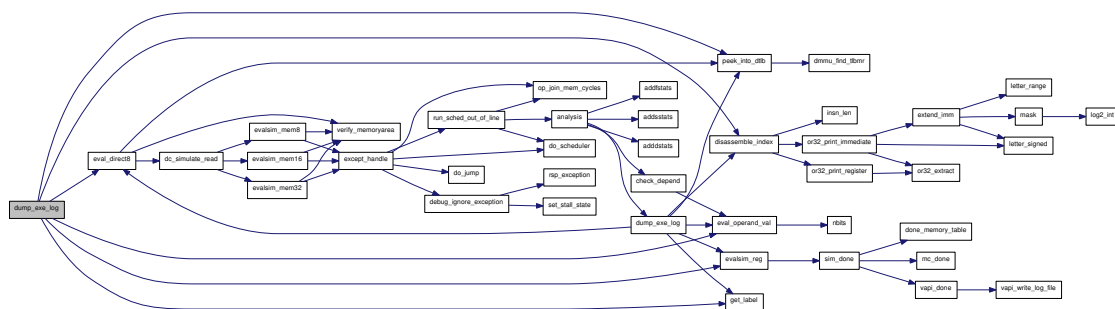 dump_exe_log
eval_direct8
dc_simulate_read
evalsim_mem8
evalsim_mem16
evalsim_mem32
verify_memoryarea
except_handle
run_sched_out_of_line
do_jump
debug_ignore_exception
op_join_mem_cycles
analysis
do_scheduler
rsp_exception
set_stall_state
addfstats
addsstats
adddstats
check_depend
dump_exe_log
peek_into_dtlb
disassemble_index
eval_operand_val
evalsim_reg
get_label
dmmu_find_tlbmr
insn_len
or32_print_immediate
or32_print_register
nbits
sim_done
extend_imm
or32_extract
done_memory_table
mc_done
vapi_done
letter_range
mask
letter_signed
vapi_write_log_file
log2_int